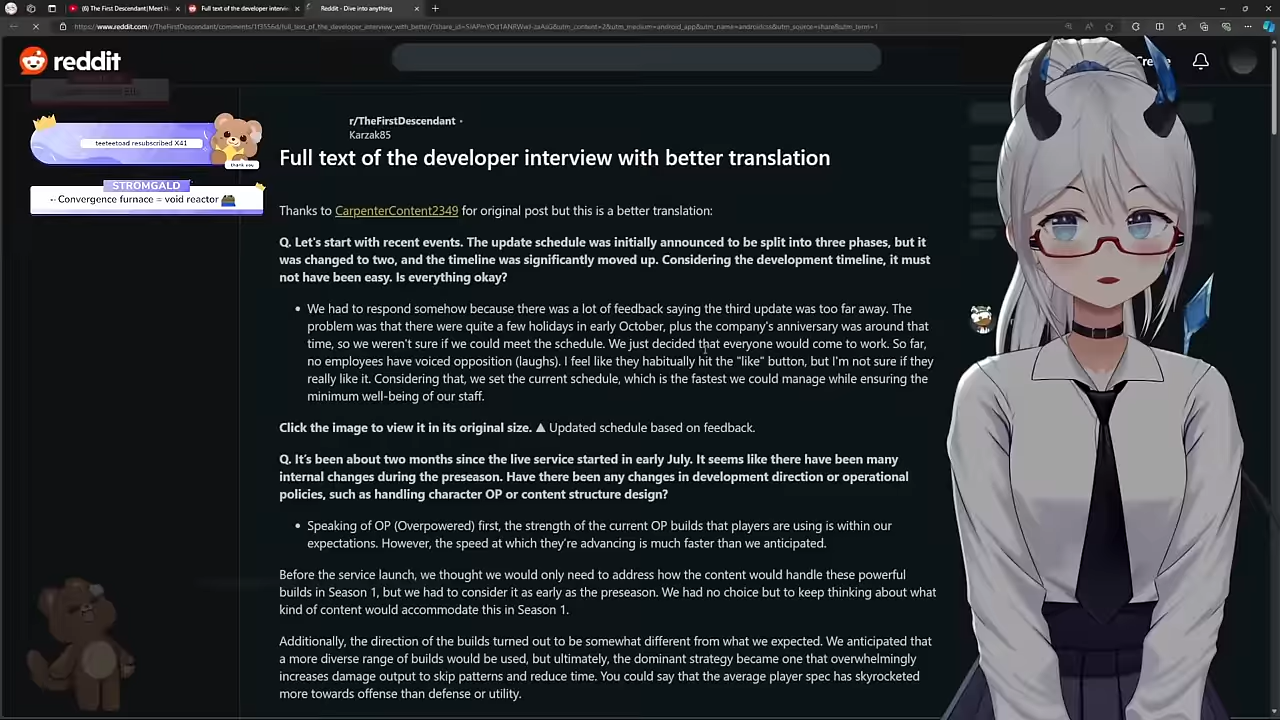 (6) The First Descendant| Meet H
Full text of the developer interv
Reddit - Dive into anything
reddit
Create
teeteetoad resubscribed X41
thank you
STROMGALD
Convergence furnace = void reactor
r/TheFirstDescendant •
Karzak85
Full text of the developer interview with better translation
Thanks to CarpenterContent2349 for original post but this is a better translation:
Q. Let's start with recent events. The update schedule was initially announced to be split into three phases, but it
was changed to two, and the timeline was significantly moved up. Considering the development timeline, it must
not have been easy. Is everything okay?
• We had to respond somehow because there was a lot of feedback saying the third update was too far away. The
problem was that there were quite a few holidays in early October, plus the company's anniversary was around that
time, so we weren't sure if we could meet the schedule. We just decided that everyone would come to work. So far,
no employees have voiced opposition (laughs). I feel like they habitually hit the "like" button, but I'm not sure if they
really like it. Considering that, we set the current schedule, which is the fastest we could manage while ensuring the
minimum well-being of our staff.
Click the image to view it in its original size. ▲ Updated schedule based on feedback.
Q. It's been about two months since the live service started in early July. It seems like there have been many
internal changes during the preseason. Have there been any changes in development direction or operational
policies, such as handling character OP or content structure design?
• Speaking of OP (Overpowered) first, the strength of the current OP builds that players are using is within our
expectations. However, the speed at which they're advancing is much faster than we anticipated.
Before the service launch, we thought we would only need to address how the content would handle these powerful
builds in Season 1, but we had to consider it as early as the preseason. We had no choice but to keep thinking about what
kind of content would accommodate this in Season 1.
Additionally, the direction of the builds turned out to be somewhat different from what we expected. We anticipated that
a more diverse range of builds would be used, but ultimately, the dominant strategy became one that overwhelmingly
increases damage output to skip patterns and reduce time. You could say that the average player spec has skyrocketed
more towards offense than defense or utility.